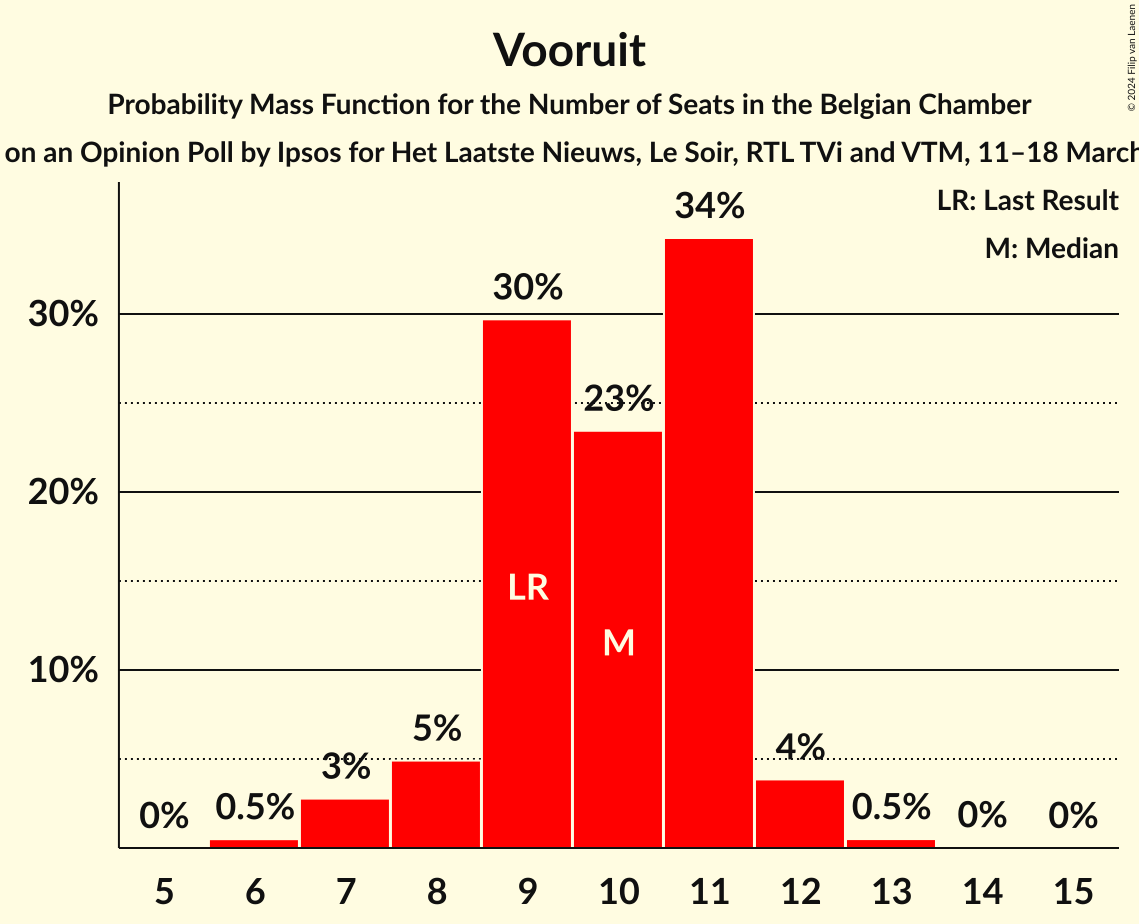 Vooruit
Probability Mass Function for the Number of Seats in the Belgian Chamber
on an Opinion Poll by Ipsos for Het Laatste Nieuws, Le Soir, RTL TVi and VTM, 11–18 March
© 2024 Filip van Laenen
LR: Last Result
M: Median
34%
30%
30%
23%
20%
LR
M
10%
5%
3%
4%
0%
0.5%
0.5%
0%
0%
5 6 7 8 9 10 11 12 13 14 15